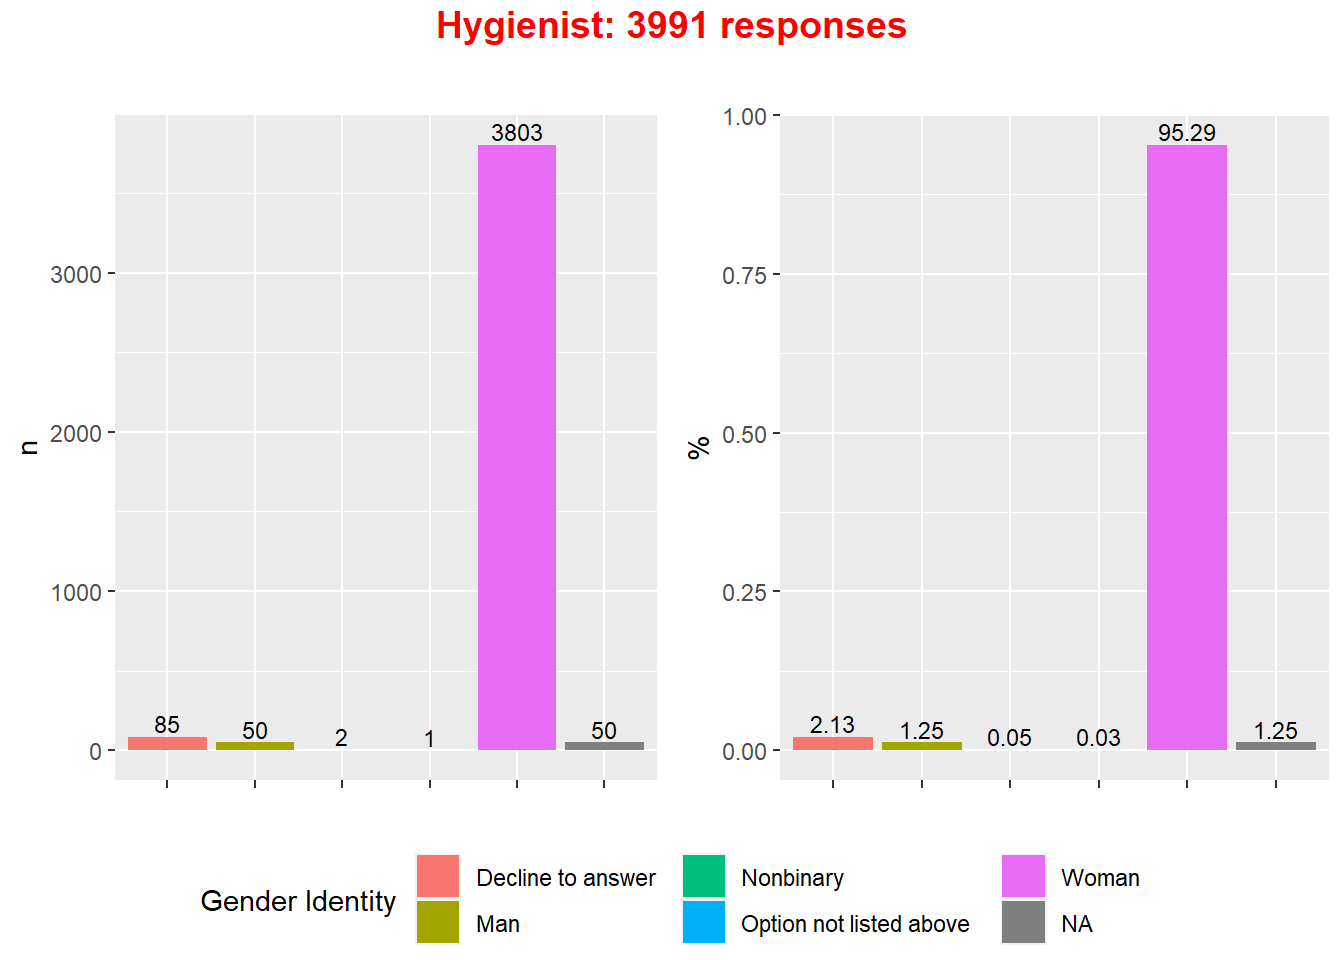 Hygienist: 3991 responses
n
3000
2000
1000
0
85
50
2
1
3803
50
%
1.00
0.75
0.50
0.25
0.00
2.13
1.25
0.05
0.03
95.29
1.25
Gender Identity
Decline to answer
Man
Nonbinary
Option not listed above
Woman
NA